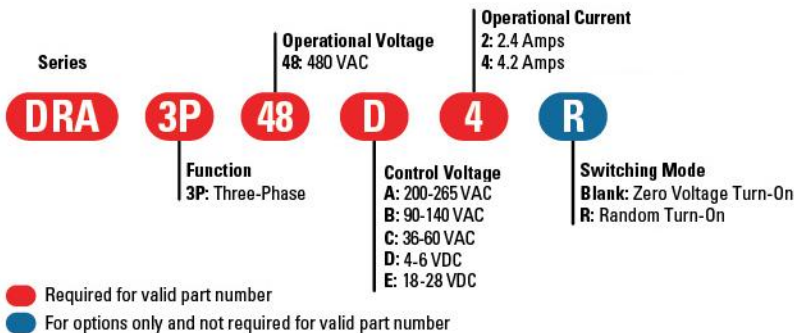 Series
Operational Voltage
48: 480 VAC
Operational Current
2: 2.4 Amps
4: 4.2 Amps
DRA 3P 48 D 4 R
Function
3P: Three-Phase
Control Voltage
A: 200-265 VAC
B: 90-140 VAC
C: 36-60 VAC
D: 4-6 VDC
E: 18-28 VDC
Switching Mode
Blank: Zero Voltage Turn-On
R: Random Turn-On
Required for valid part number
For options only and not required for valid part number